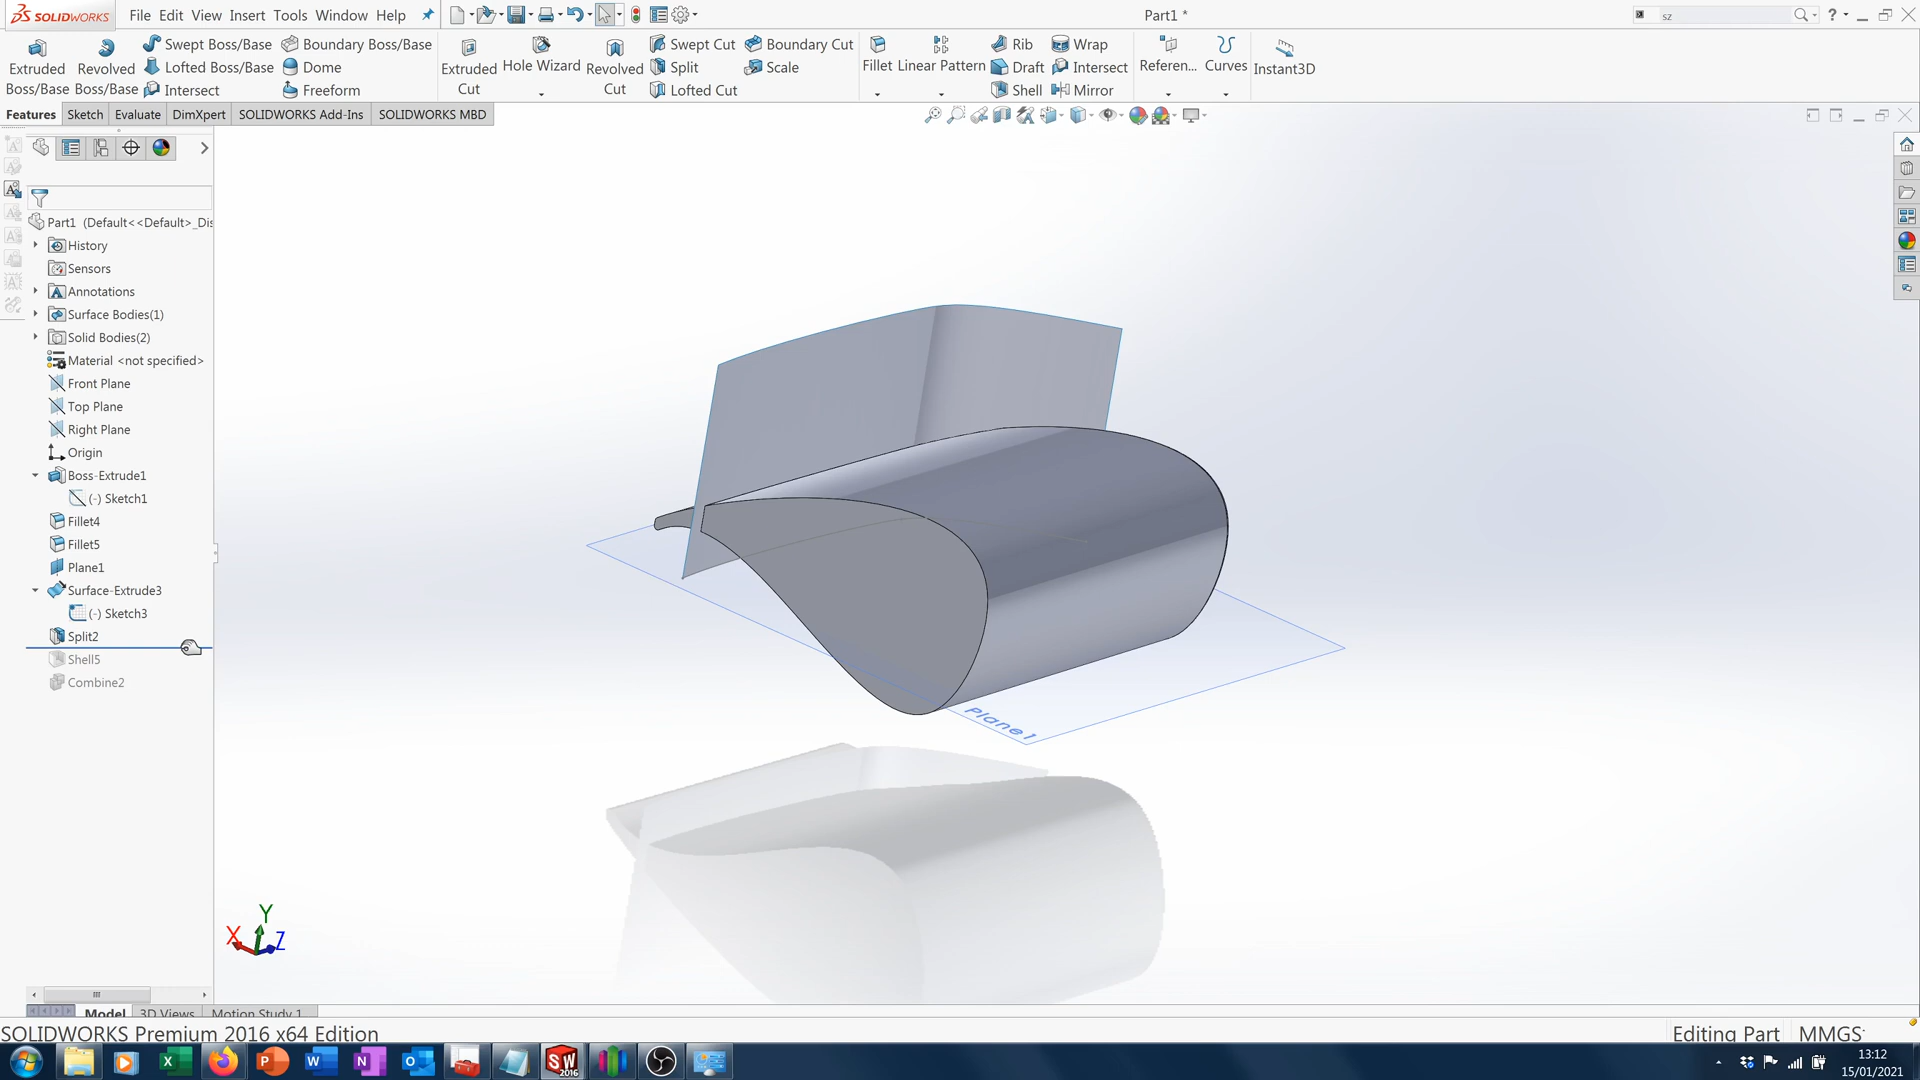 SOLIDWORKS File Edit View Insert Tools Window Help Part1 * sz ?
Swept Boss/Base Boundary Boss/Base Swept Cut Boundary Cut Rib Wrap
Extruded Boss/Base Revolved Boss/Base Lofted Boss/Base Dome Extruded Cut Hole Wizard Revolved Cut Split Scale Fillet Linear Pattern Draft Intersect Referen... Curves Instant3D
Intersect Freeform Lofted Cut Shell Mirror
Features Sketch Evaluate DimXpert SOLIDWORKS Add-Ins SOLIDWORKS MBD
Part1 (Default<<Default>_Dis
History
Sensors
Annotations
Surface Bodies(1)
Solid Bodies(2)
Material <not specified>
Front Plane
Top Plane
Right Plane
Origin
Boss-Extrude1
(-) Sketch1
Fillet4
Fillet5
Plane1
Surface-Extrude3
(-) Sketch3
Split2
Shell5
Combine2
Plane1
Y
X Z
Model 3D Views Motion Study 1
SOLIDWORKS Premium 2016 x64 Edition Editing Part MMGS
13:12
15/01/2021